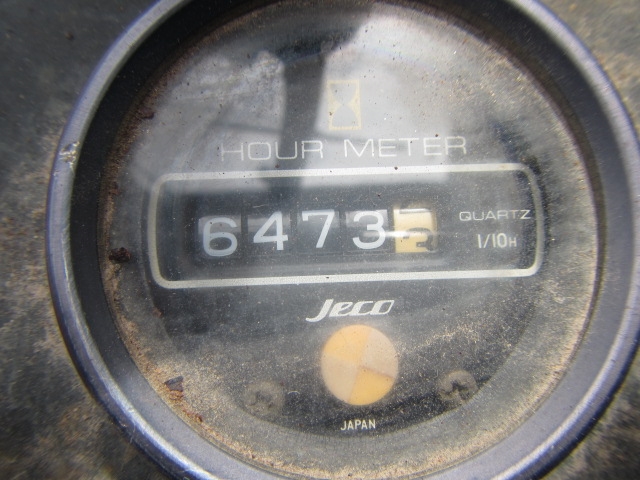 HOUR METER
6473
QUARTZ
1/10H
Jeco
JAPAN